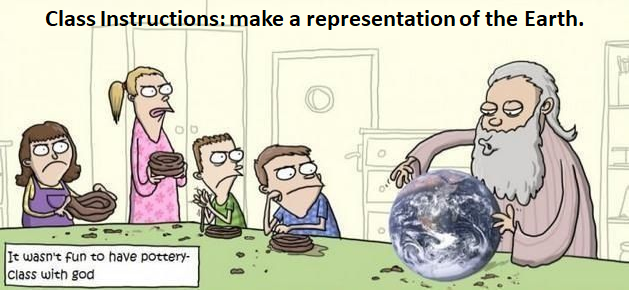 Class Instructions: make a representation of the Earth.
It wasn't fun to have pottery-
class with god